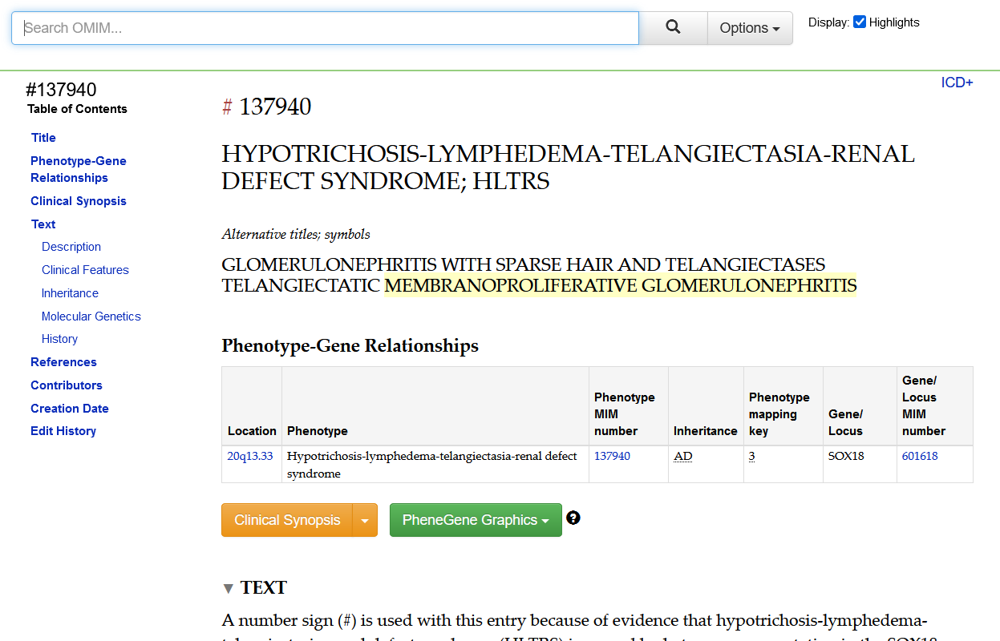 Search OMIM...
Options
Display: Highlights
ICD+
#137940
Table of Contents
Title
Phenotype-Gene
Relationships
Clinical Synopsis
Text
Description
Clinical Features
Inheritance
Molecular Genetics
History
References
Contributors
Creation Date
Edit History
# 137940
HYPOTRICHOSIS-LYMPHEDEMA-TELANGIECTASIA-RENAL
DEFECT SYNDROME; HLTRS
Alternative titles; symbols
GLOMERULONEPHRITIS WITH SPARSE HAIR AND TELANGIECTASES
TELANGIECTATIC MEMBRANOPROLIFERATIVE GLOMERULONEPHRITIS
Phenotype-Gene Relationships
Location Phenotype Phenotype MIM number Inheritance Phenotype mapping key Gene/ Locus Gene/ Locus MIM number
20q13.33 Hypotrichosis-lymphedema-telangiectasia-renal defect 137940 AD 3 SOX18 601618
syndrome
Clinical Synopsis PheneGene Graphics ?
▼ TEXT
A number sign (#) is used with this entry because of evidence that hypotrichosis-lymphedema-